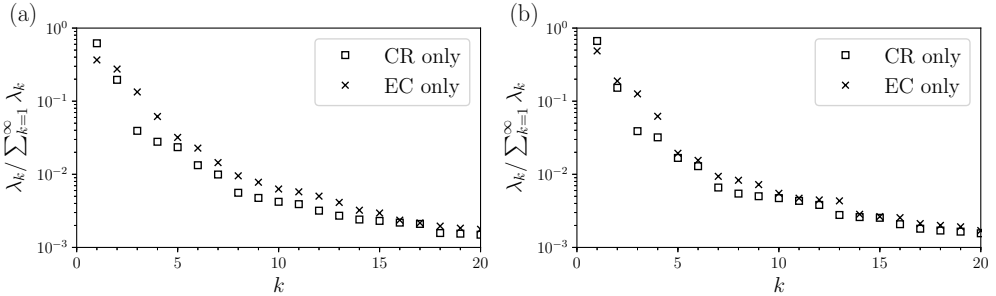 (a)
10^0
10^{-1}
10^{-2}
10^{-3}
λ_k / ∑_{k=1}^{∞} λ_k
CR only
EC only
0 5 10 15 20
k
(b)
10^0
10^{-1}
10^{-2}
10^{-3}
λ_k / ∑_{k=1}^{∞} λ_k
CR only
EC only
0 5 10 15 20
k